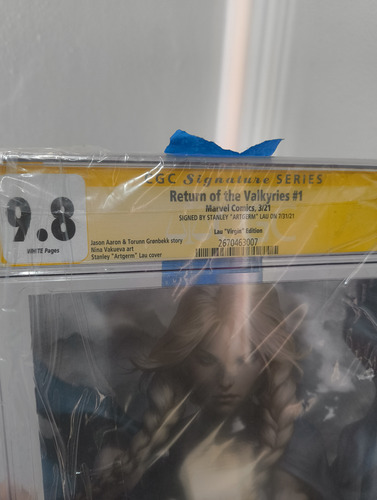 CGC Signature SERIES
Return of the Valkyries #1
Marvel Comics, 3/21
SIGNED BY STANLEY "ARTGERM" LAU ON 7/31/21
9.8
WHITE Pages
Lau "Virgin" Edition
Jason Aaron & Torunn Grønbekk story
Nina Vakueva art
Stanley "Artgerm" Lau cover
2670463007